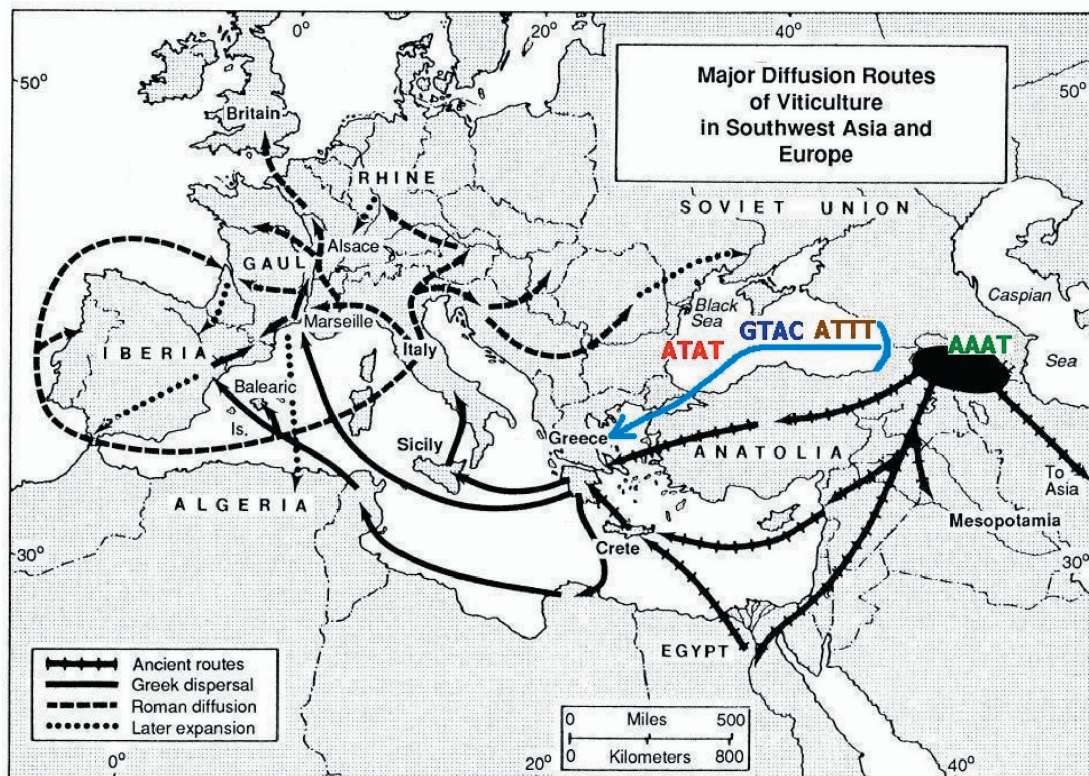 0°
20°
40°
50°
50°
Major Diffusion Routes
of Viticulture
in Southwest Asia and
Europe
Britain
RHINE
SOVIET UNION
Alsace
GAUL
Caspian
Sea
Black
Sea
GTAC ATTT
ATAT
AAAT
Marseille
Italy
IBERIA
Balearic
Is.
Sicily
Greece
ANATOLIA
To
Asia
ALGERIA
Mesopotamia
Crete
30°
30°
EGYPT
Ancient routes
Greek dispersal
Roman diffusion
Later expansion
0 Miles 500
0 Kilometers 800
0°
20°
40°